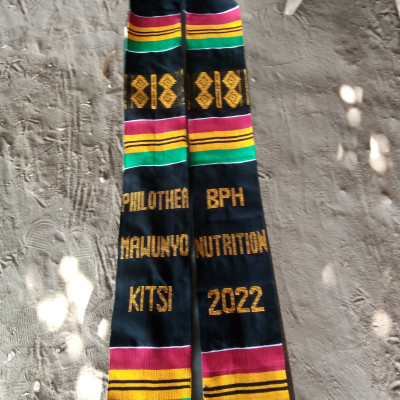 PHILOTHEA
MAWUNYO
KITSI
BPH
NUTRITION
2022